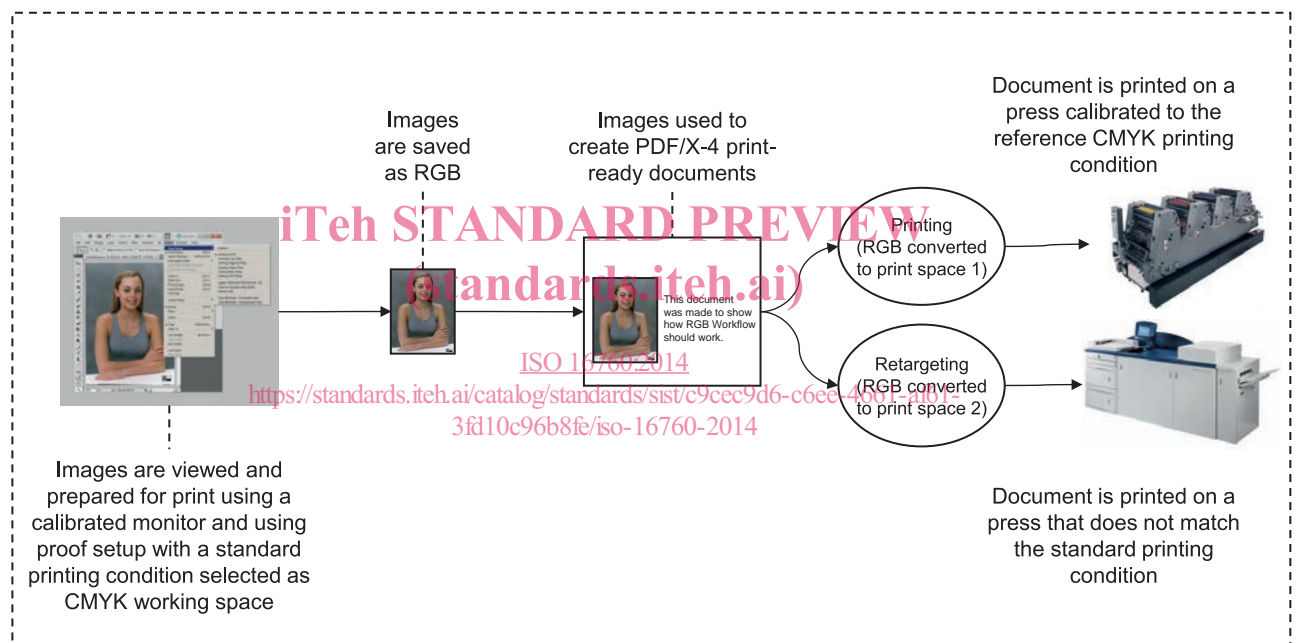 Document is printed on a
press calibrated to the
reference CMYK printing
condition
Images
are saved
as RGB
Images used to
create PDF/X-4 print-
ready documents
iTeh STANDARD PREVIEW
(standards.iteh.ai)
Printing
(RGB converted
to print space 1)
This document
was made to show
how RGB Workflow
should work.
ISO 16760:2014
https://standards.iteh.ai/catalog/standards/sist/c9cec9d6-c6ee-4661-af61-
3fd10c96b8fe/iso-16760-2014
Retargeting
(RGB converted
to print space 2)
Images are viewed and
prepared for print using a
calibrated monitor and using
proof setup with a standard
printing condition selected as
CMYK working space
Document is printed on a
press that does not match
the standard printing
condition